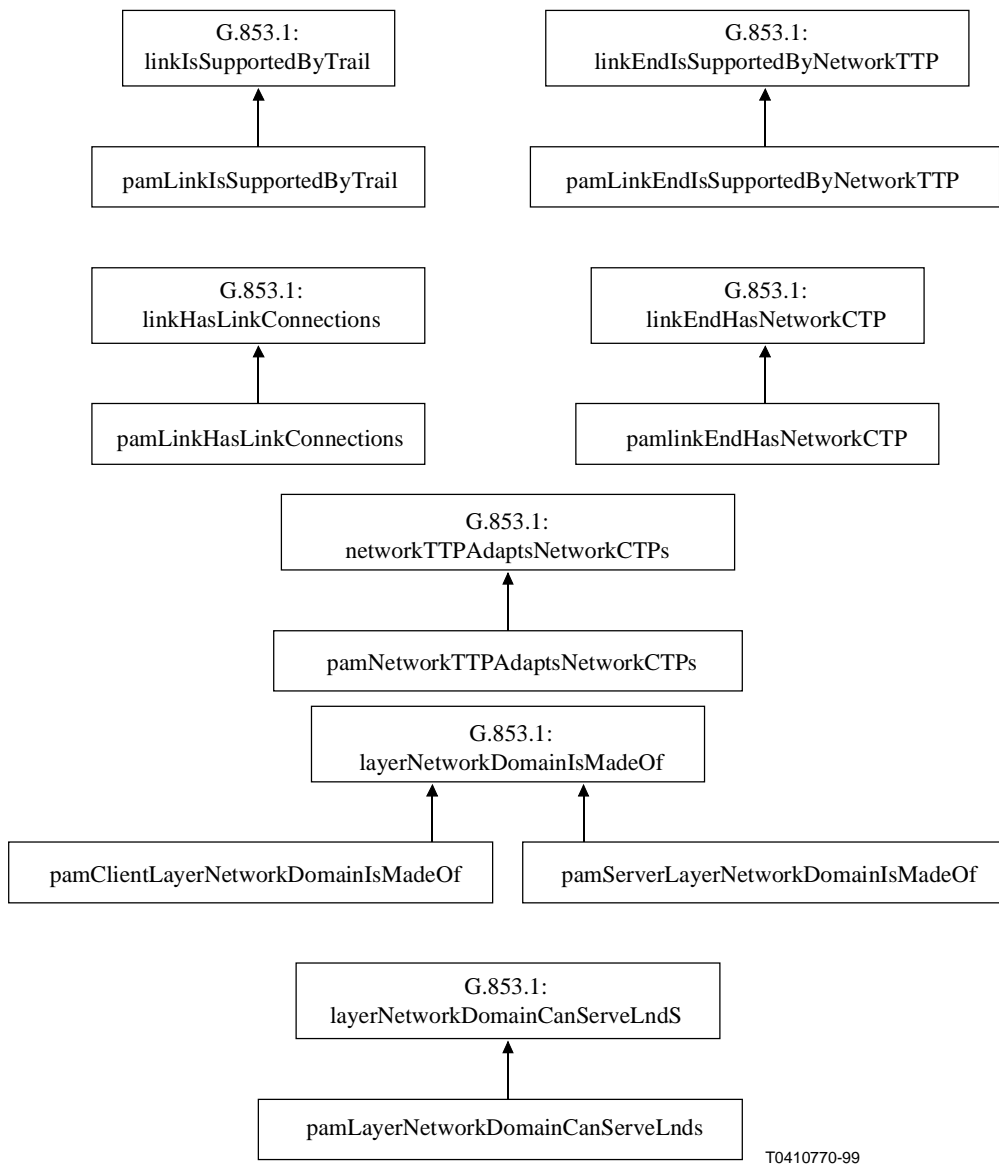 G.853.1:
linkIsSupportedByTrail
G.853.1:
linkEndIsSupportedByNetworkTTP
pamLinkIsSupportedByTrail
pamLinkEndIsSupportedByNetworkTTP
G.853.1:
linkHasLinkConnections
G.853.1:
linkEndHasNetworkCTP
pamLinkHasLinkConnections
pamlinkEndHasNetworkCTP
G.853.1:
networkTTPAdaptsNetworkCTPs
pamNetworkTTPAdaptsNetworkCTPs
G.853.1:
layerNetworkDomainIsMadeOf
pamClientLayerNetworkDomainIsMadeOf
pamServerLayerNetworkDomainIsMadeOf
G.853.1:
layerNetworkDomainCanServeLndS
pamLayerNetworkDomainCanServeLnds
T0410770-99